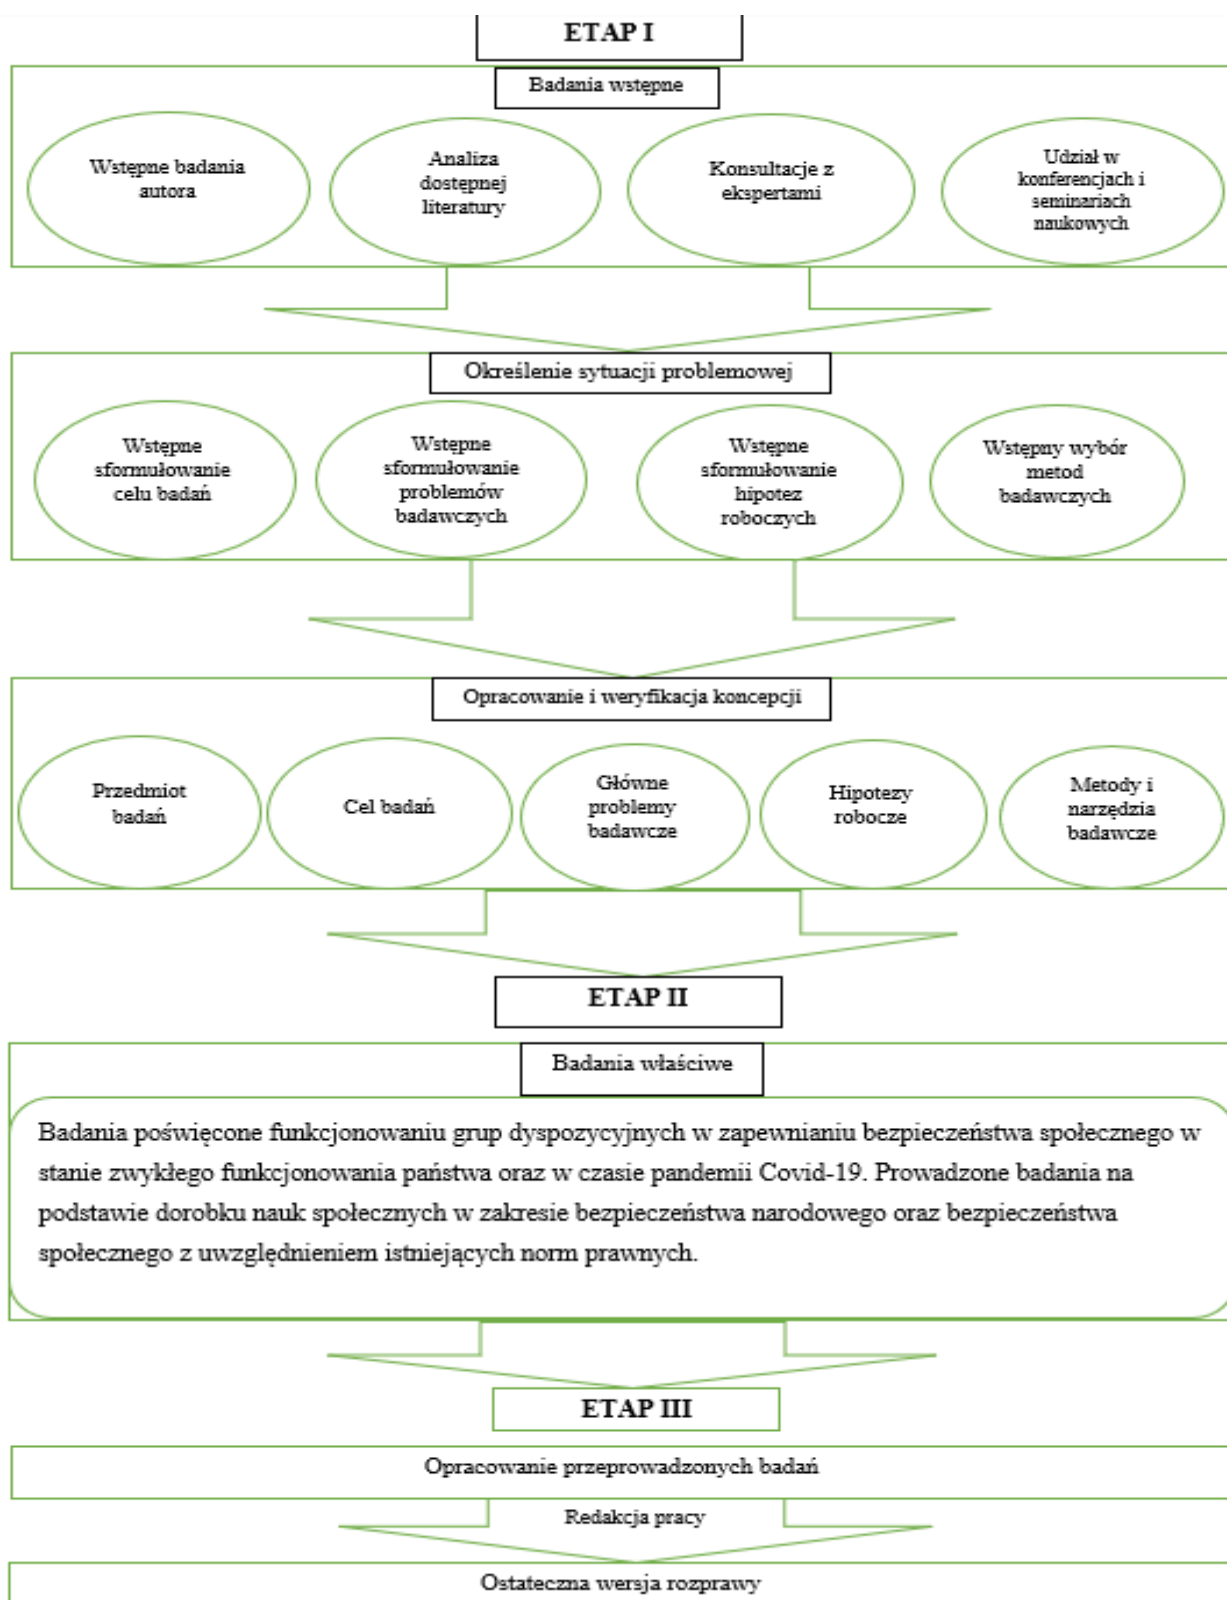 ETAP I
Badania wstępne
Wstępne badania
autora
Analiza
dostępnej
literatury
Konsultacje z
ekspertami
Udział w
konferencjach i
seminariach
naukowych
Określenie sytuacji problemowej
Wstępne
sformułowanie
celu badań
Wstępne
sformułowanie
problemów
badawczych
Wstępne
sformułowanie
hipotez
roboczych
Wstępny wybór
metod
badawczych
Opracowanie i weryfikacja koncepcji
Przedmiot
badań
Cel badań
Główne
problemy
badawcze
Hipotezy
robocze
Metody i
narzędzia
badawcze
ETAP II
Badania właściwe
Badania poświęcone funkcjonowaniu grup dyspozycyjnych w zapewnianiu bezpieczeństwa społecznego w
stanie zwykłego funkcjonowania państwa oraz w czasie pandemii Covid-19. Prowadzone badania na
podstawie dorobku nauk społecznych w zakresie bezpieczeństwa narodowego oraz bezpieczeństwa
społecznego z uwzględnieniem istniejących norm prawnych.
ETAP III
Opracowanie przeprowadzonych badań
Redakcja pracy
Ostateczna wersja rozprawy